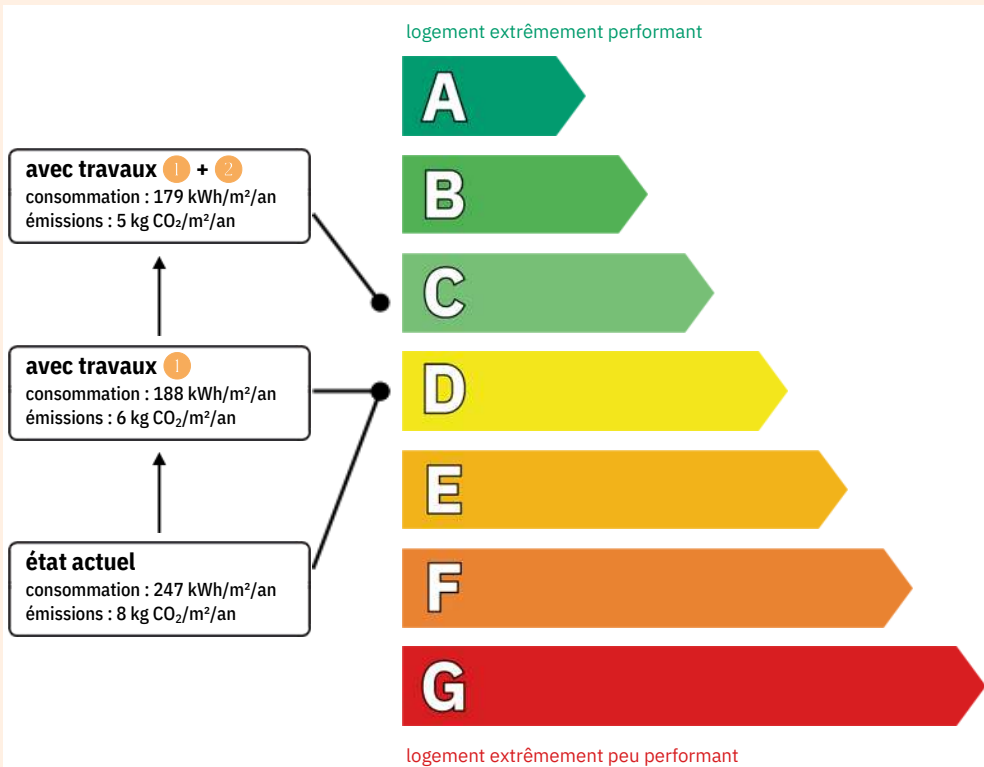 logement extrêmement performant
A
B
C
D
E
F
G
logement extrêmement peu performant
avec travaux 1 + 2
consommation : 179 kWh/m²/an
émissions : 5 kg CO₂/m²/an
avec travaux 1
consommation : 188 kWh/m²/an
émissions : 6 kg CO₂/m²/an
état actuel
consommation : 247 kWh/m²/an
émissions : 8 kg CO₂/m²/an